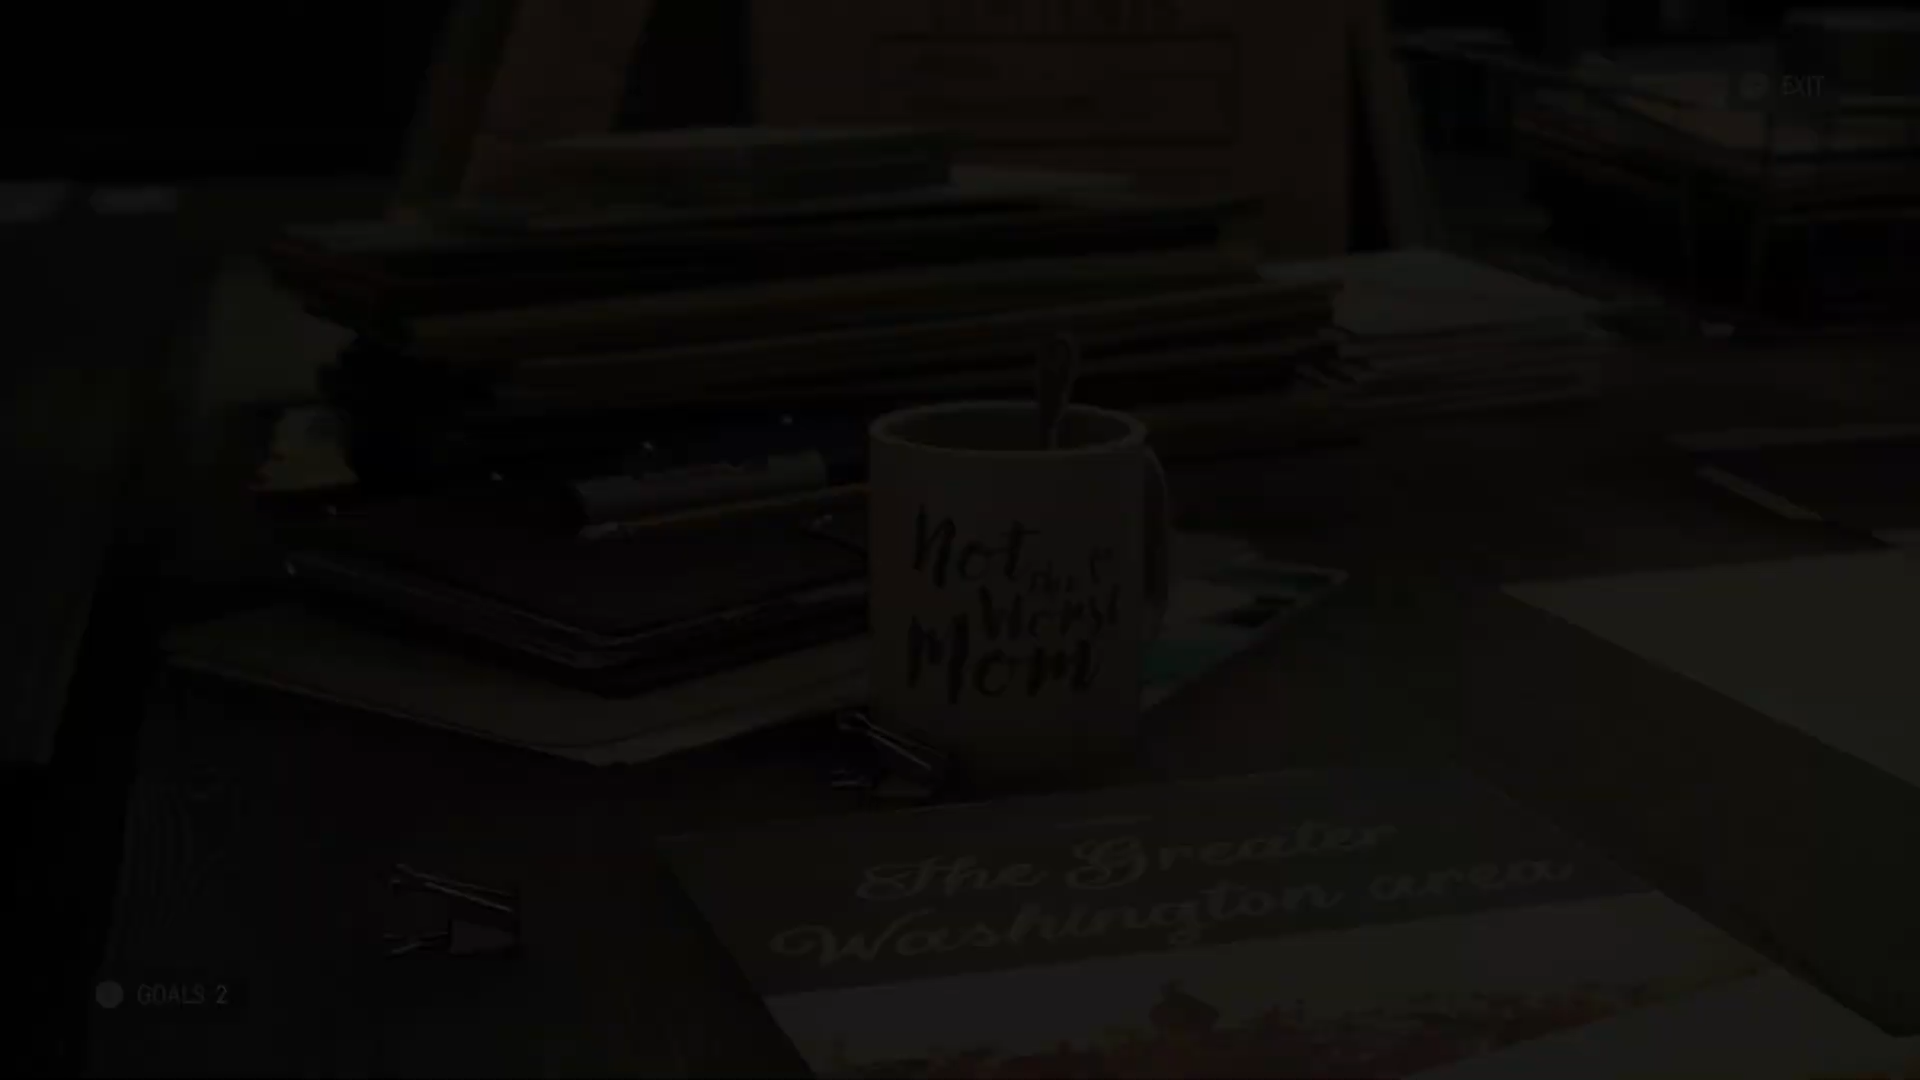 EXIT
Not the
Worst
Mom
The Greater
Washington area
GOALS 2